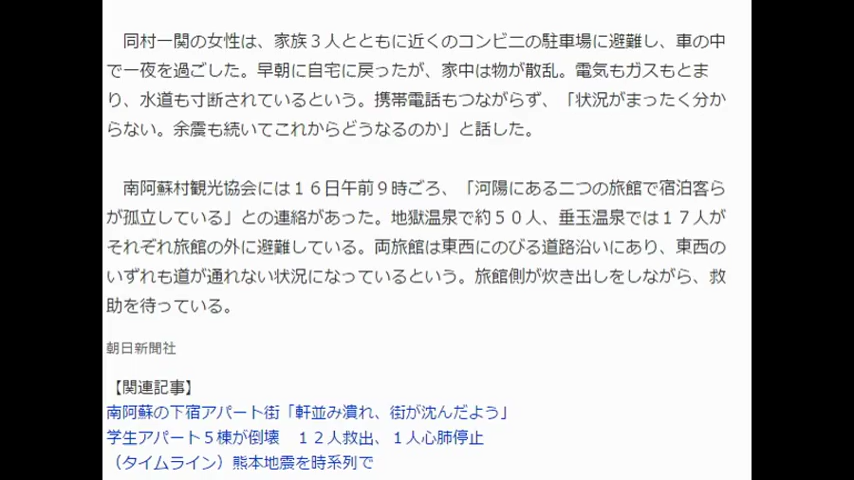 同村一関の女性は、家族３人とともに近くのコンビニの駐車場に避難し、車の中
で一夜を過ごした。早朝に自宅に戻ったが、家中は物が散乱。電気もガスもとま
り、水道も寸断されているという。携帯電話もつながらず、「状況がまったく分か
らない。余震も続いてこれからどうなるのか」と話した。
南阿蘇村観光協会には１６日午前９時ごろ、「河陽にある二つの旅館で宿泊客ら
が孤立している」との連絡があった。地獄温泉で約５０人、垂玉温泉では１７人が
それぞれ旅館の外に避難している。両旅館は東西にのびる道路沿いにあり、東西の
いずれも道が通れない状況になっているという。旅館側が炊き出しをしながら、救
助を待っている。
朝日新聞社
【関連記事】
南阿蘇の下宿アパート街「軒並み潰れ、街が沈んだよう」
学生アパート５棟が倒壊　１２人救出、１人心肺停止
（タイムライン）熊本地震を時系列で